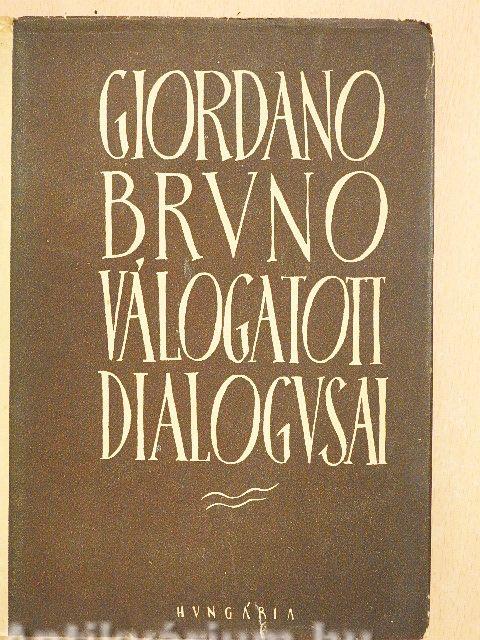 GIORDANO
BRVNO
VÁLOGATOTT
DIALOGVSAI
HVNGÁRIA